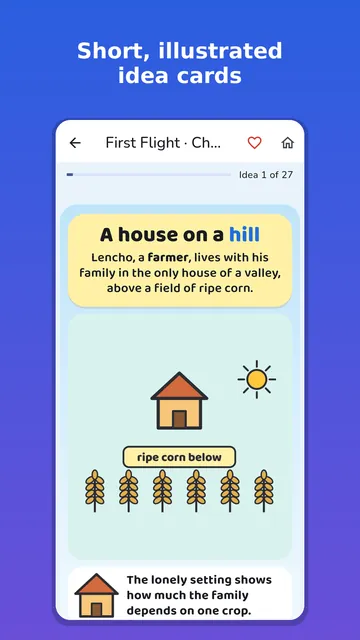 Short, illustrated
idea cards
First Flight · Ch...
Idea 1 of 27
A house on a hill
Lencho, a farmer, lives with his
family in the only house of a valley,
above a field of ripe corn.
ripe corn below
The lonely setting shows
how much the family
depends on one crop.